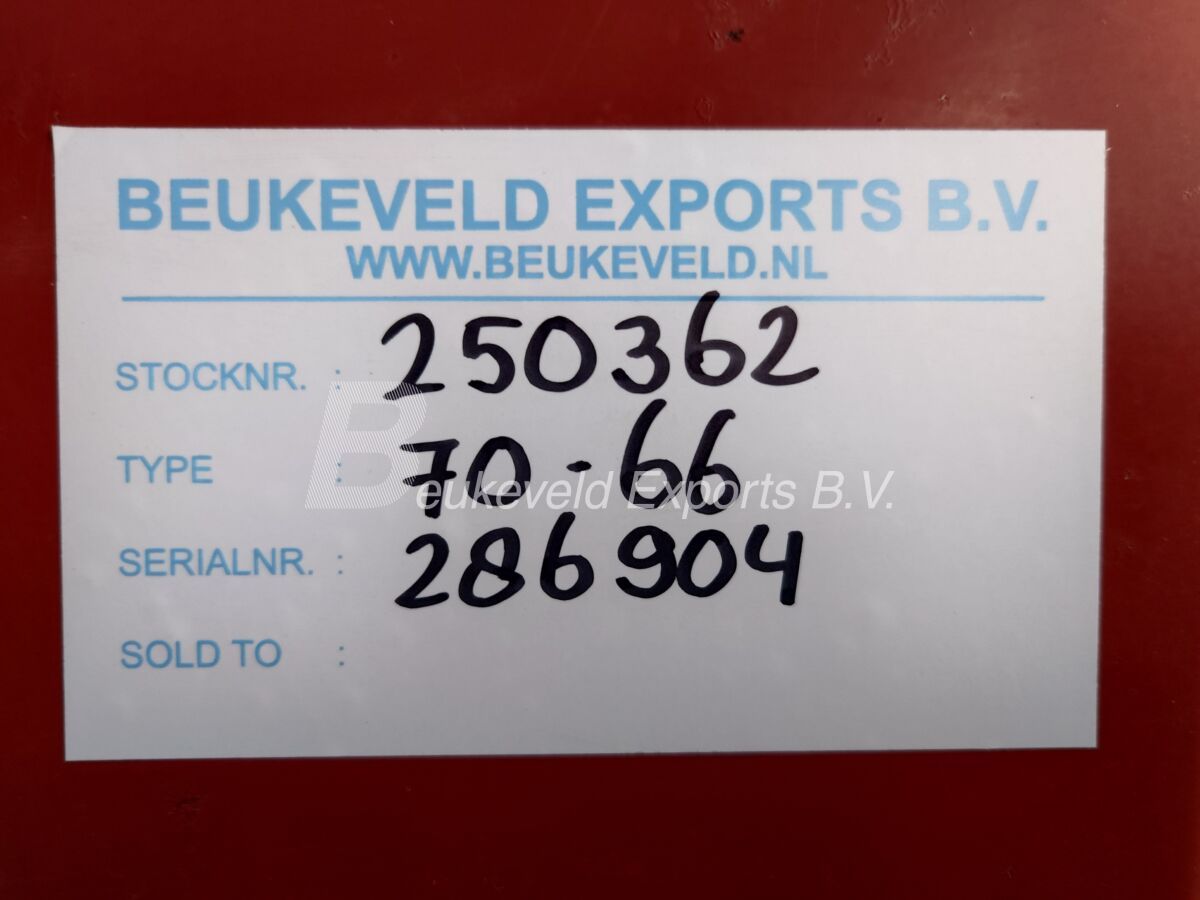 BEUKEVELD EXPORTS B.V.
WWW.BEUKEVELD.NL
STOCKNR. : 250362
TYPE : 70-66
Beukeveld Exports B.V.
SERIALNR. : 286904
SOLD TO :